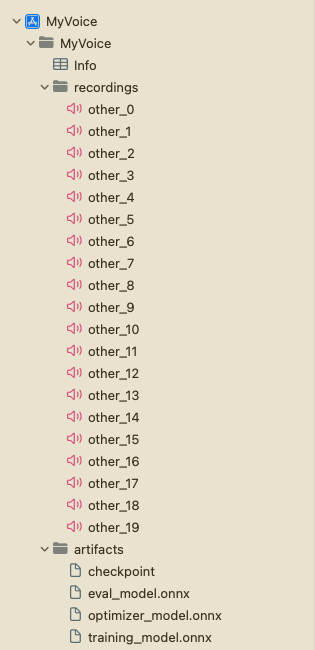 MyVoice
MyVoice
Info
recordings
other_0
other_1
other_2
other_3
other_4
other_5
other_6
other_7
other_8
other_9
other_10
other_11
other_12
other_13
other_14
other_15
other_16
other_17
other_18
other_19
artifacts
checkpoint
eval_model.onnx
optimizer_model.onnx
training_model.onnx